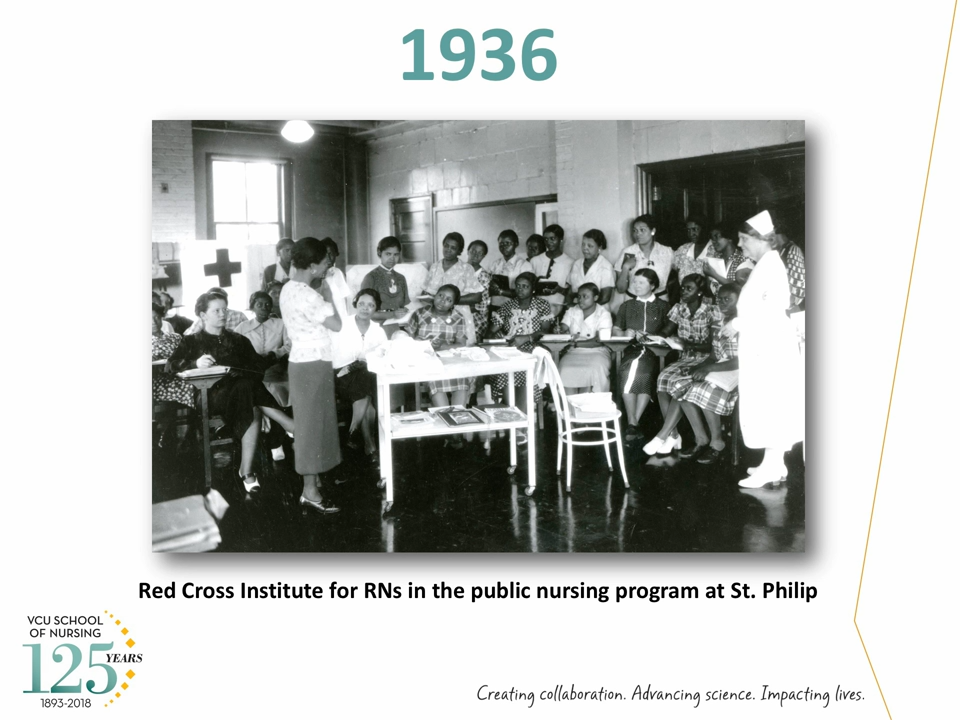 1936
Red Cross Institute for RNs in the public nursing program at St. Philip
VCU SCHOOL
OF NURSING
125 YEARS
1893-2018
Creating collaboration. Advancing science. Impacting lives.